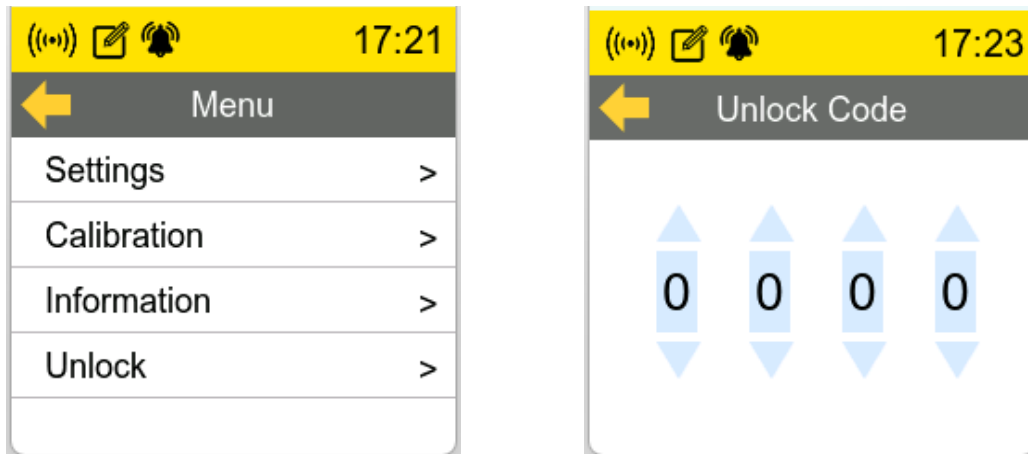 17:21
Menu
Settings >
Calibration >
Information >
Unlock >
17:23
Unlock Code
0 0 0 0